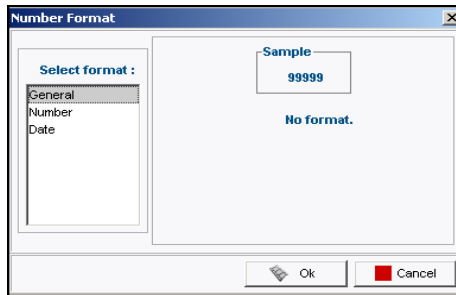 Number Format
Select format :
General
Number
Date
Sample
99999
No format.
Ok
Cancel